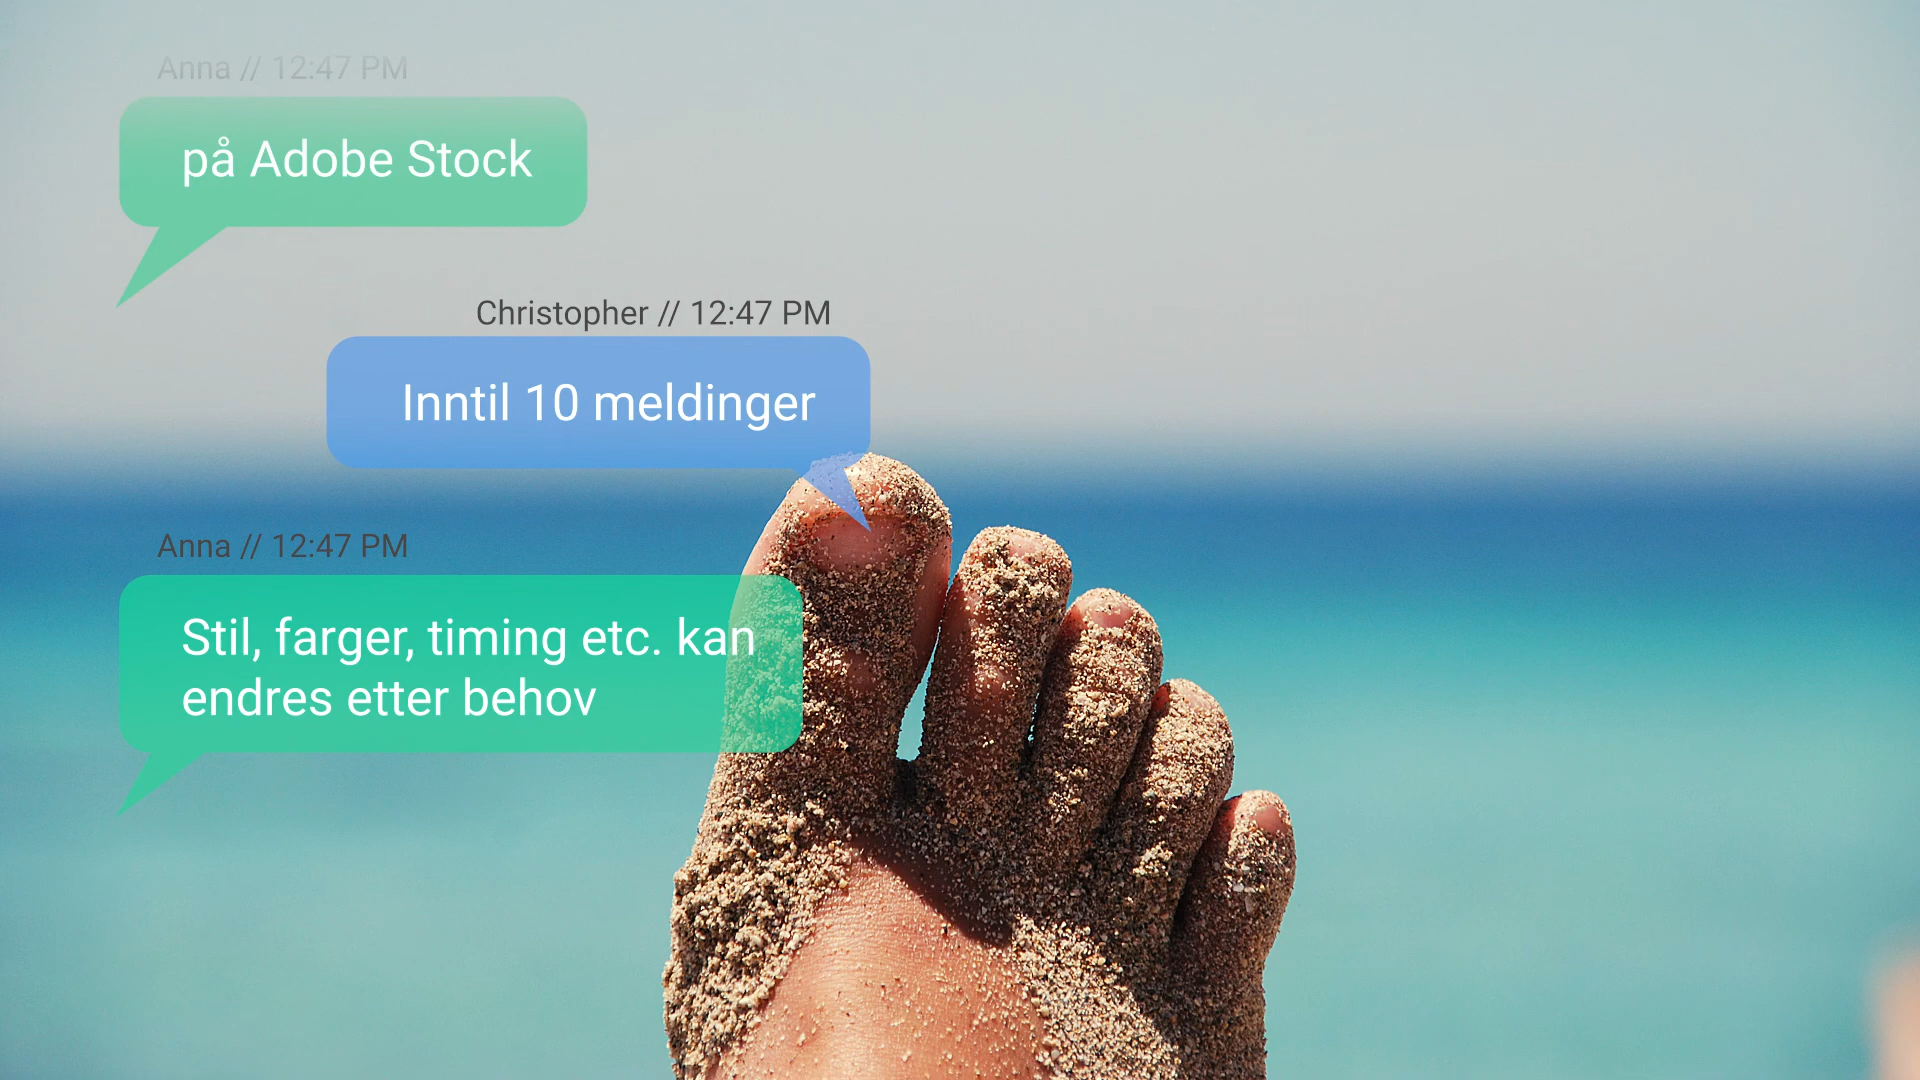 Anna // 12:47 PM
på Adobe Stock
Christopher // 12:47 PM
Inntil 10 meldinger
Anna // 12:47 PM
Stil, farger, timing etc. kan
endres etter behov